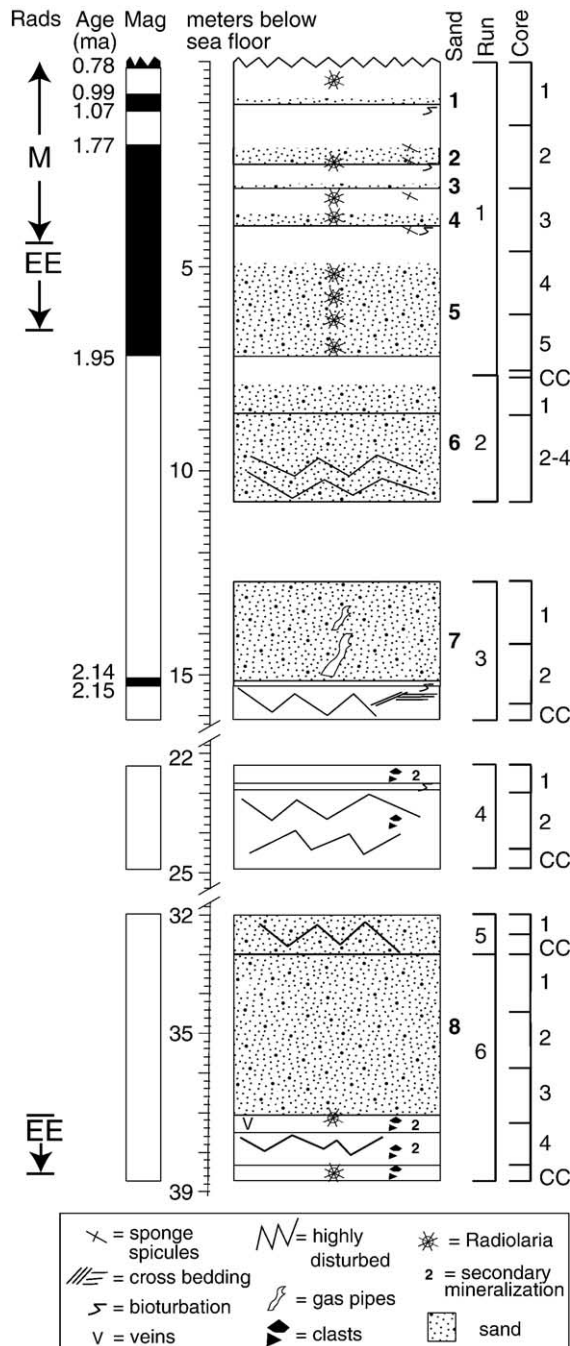 Rads Age (ma) Mag meters below sea floor Sand Run Core
0.78
0.99
1.07
1.77
M
EE
1.95
2.14
2.15
EE
5
10
15
22
25
32
35
39
1
2
3
4
5
6
7
2
8
V
2
2
1
2
3
4
5
6
1
2
3
4
5
CC
1
2-4
1
2
CC
1
2
CC
1
CC
1
2
3
4
CC
= sponge spicules
= highly disturbed
= Radiolaria
= cross bedding
2 = secondary mineralization
= bioturbation
= gas pipes
V = veins
= clasts
sand